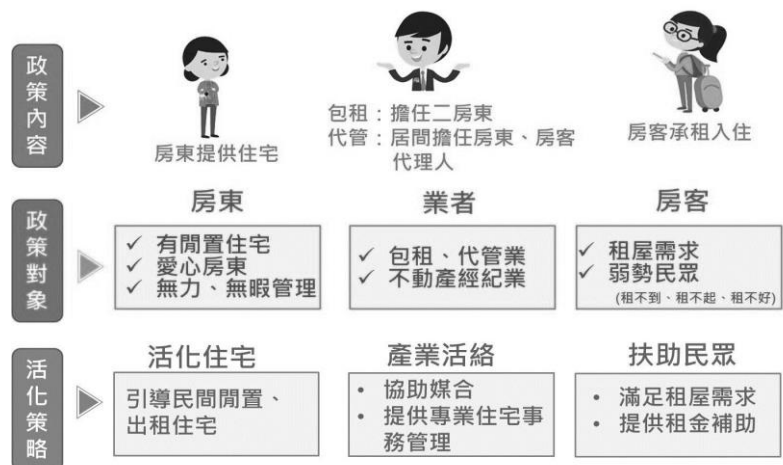 政策內容
房東提供住宅
包租：擔任二房東
代管：居間擔任房東、房客
代理人
房客承租入住
政策對象
房東
✓ 有閒置住宅
✓ 愛心房東
✓ 無力、無暇管理
業者
✓ 包租、代管業
✓ 不動產經紀業
房客
✓ 租屋需求
✓ 弱勢民眾
(租不到、租不起、租不好)
活化策略
活化住宅
引導民間閒置、
出租住宅
產業活絡
• 協助媒合
• 提供專業住宅事
務管理
扶助民眾
• 滿足租屋需求
• 提供租金補助